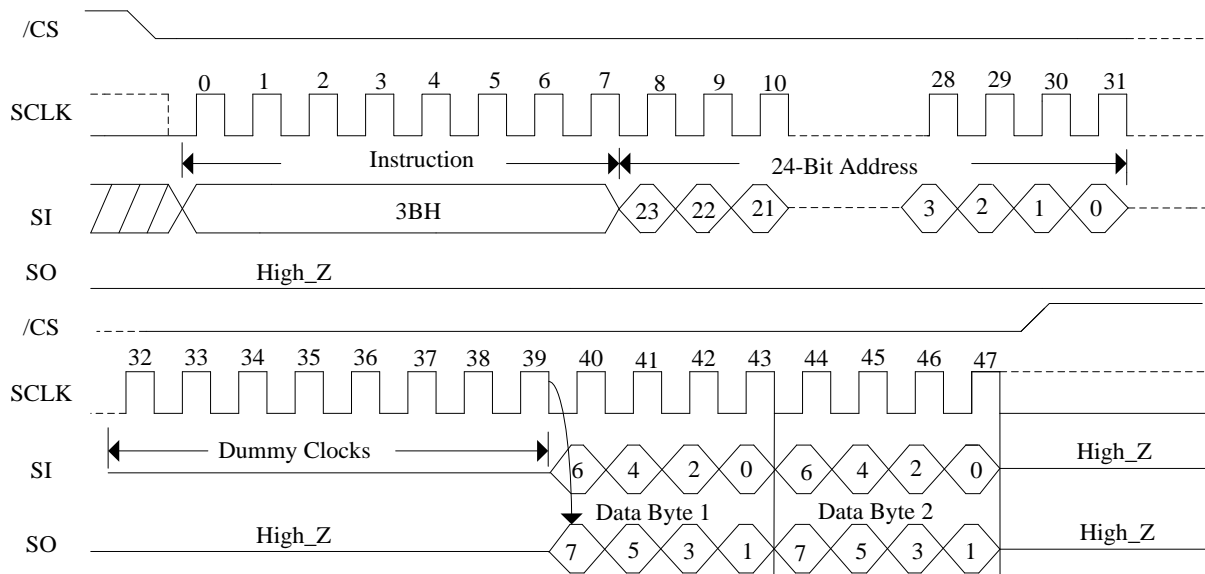 /CS
0 1 2 3 4 5 6 7 8 9 10 28 29 30 31
SCLK
Instruction 24-Bit Address
SI 3BH 23 22 21 3 2 1 0
SO High_Z
/CS
32 33 34 35 36 37 38 39 40 41 42 43 44 45 46 47
SCLK
Dummy Clocks
SI 6 4 2 0 6 4 2 0 High_Z
Data Byte 1 Data Byte 2
SO High_Z 7 5 3 1 7 5 3 1 High_Z